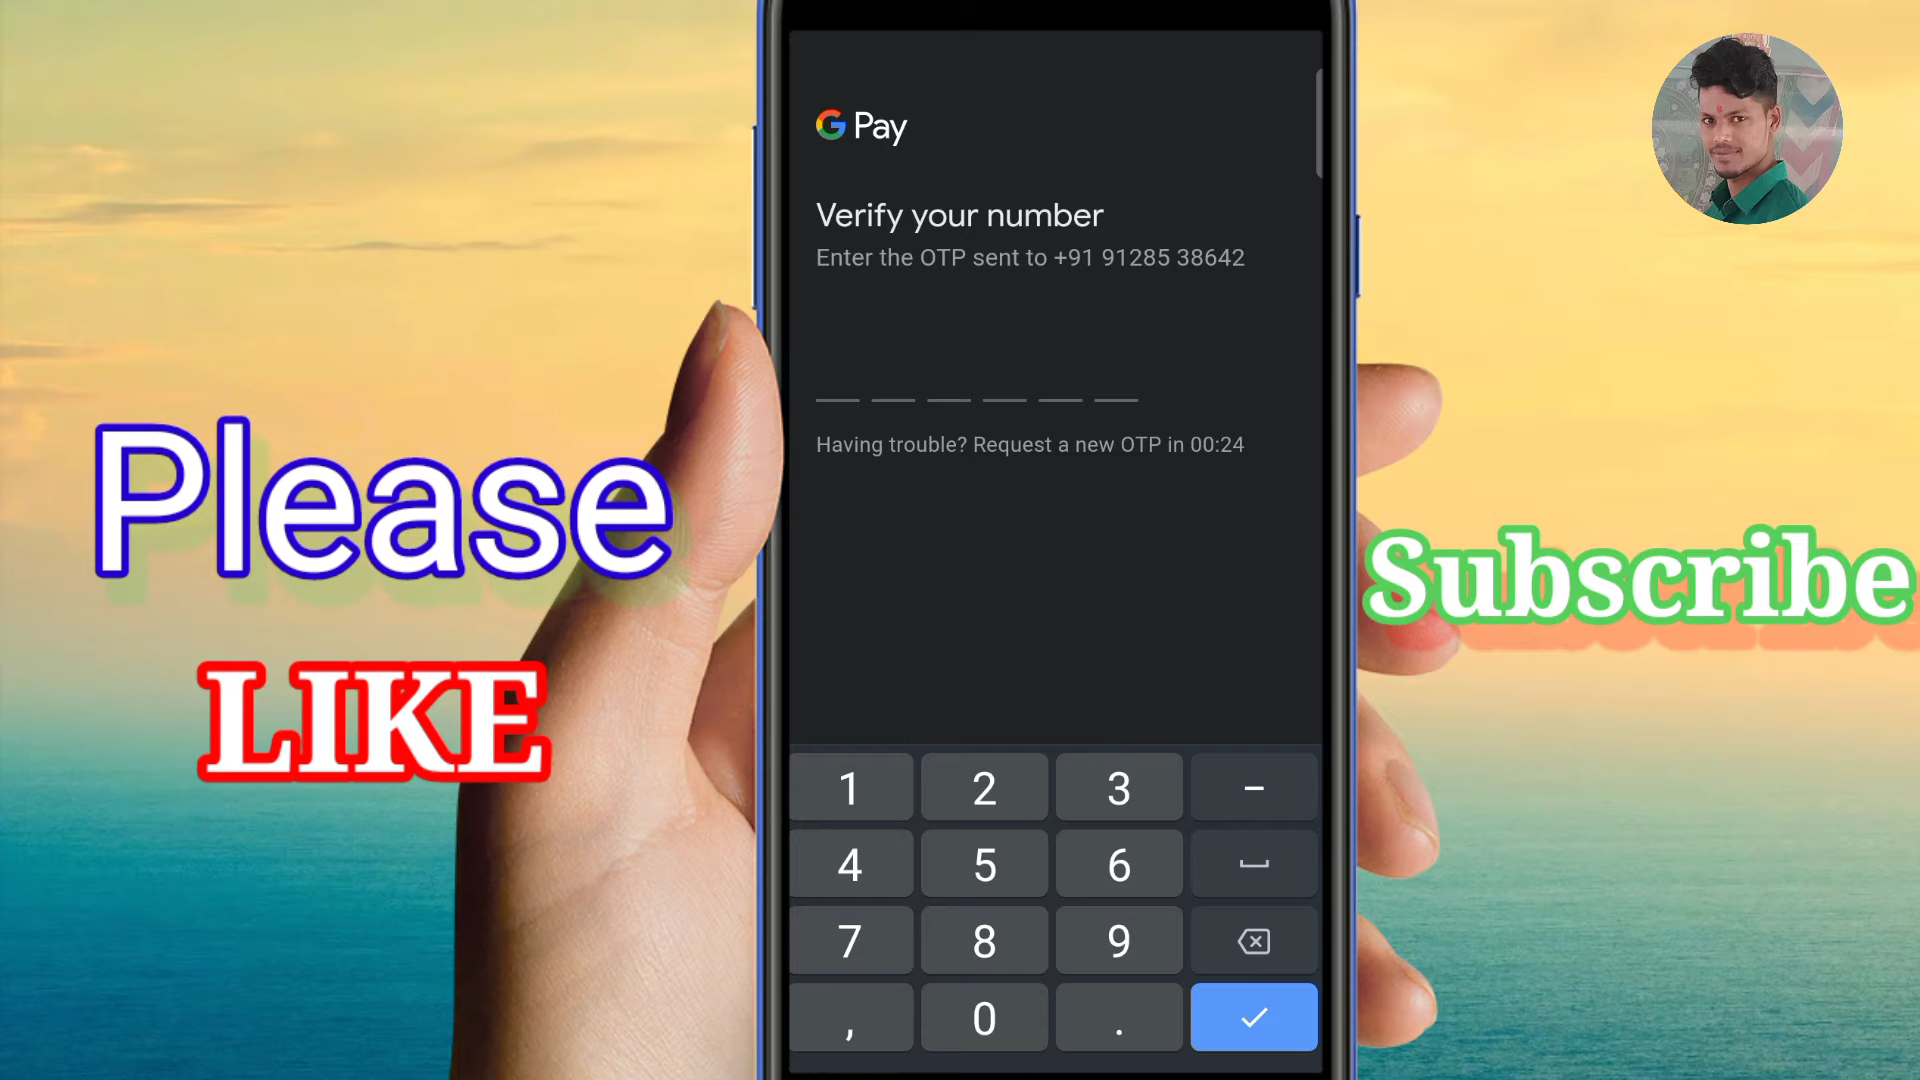 G Pay
Verify your number
Enter the OTP sent to +91 91285 38642
Having trouble? Request a new OTP in 00:24
Please
LIKE
Subscribe
1 2 3 –
4 5 6
7 8 9
, 0 .